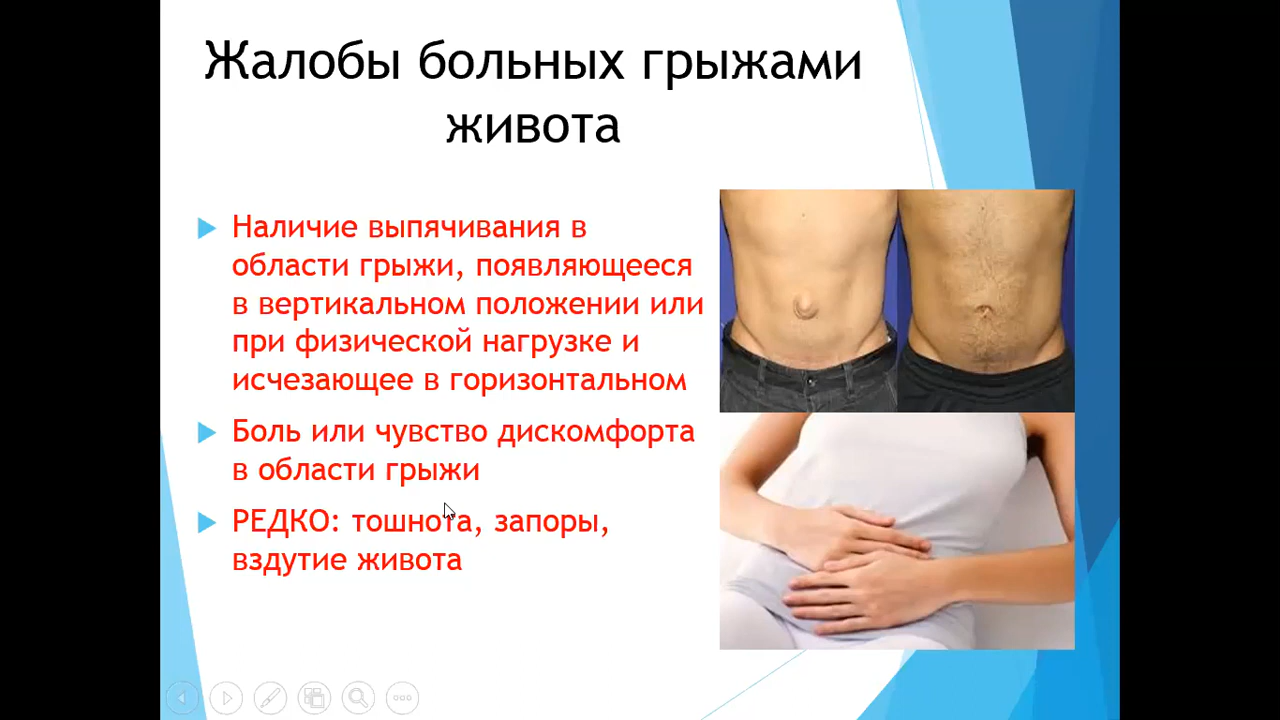 Жалобы больных грыжами
живота
Наличие выпячивания в
области грыжи, появляющееся
в вертикальном положении или
при физической нагрузке и
исчезающее в горизонтальном
Боль или чувство дискомфорта
в области грыжи
РЕДКО: тошнота, запоры,
вздутие живота